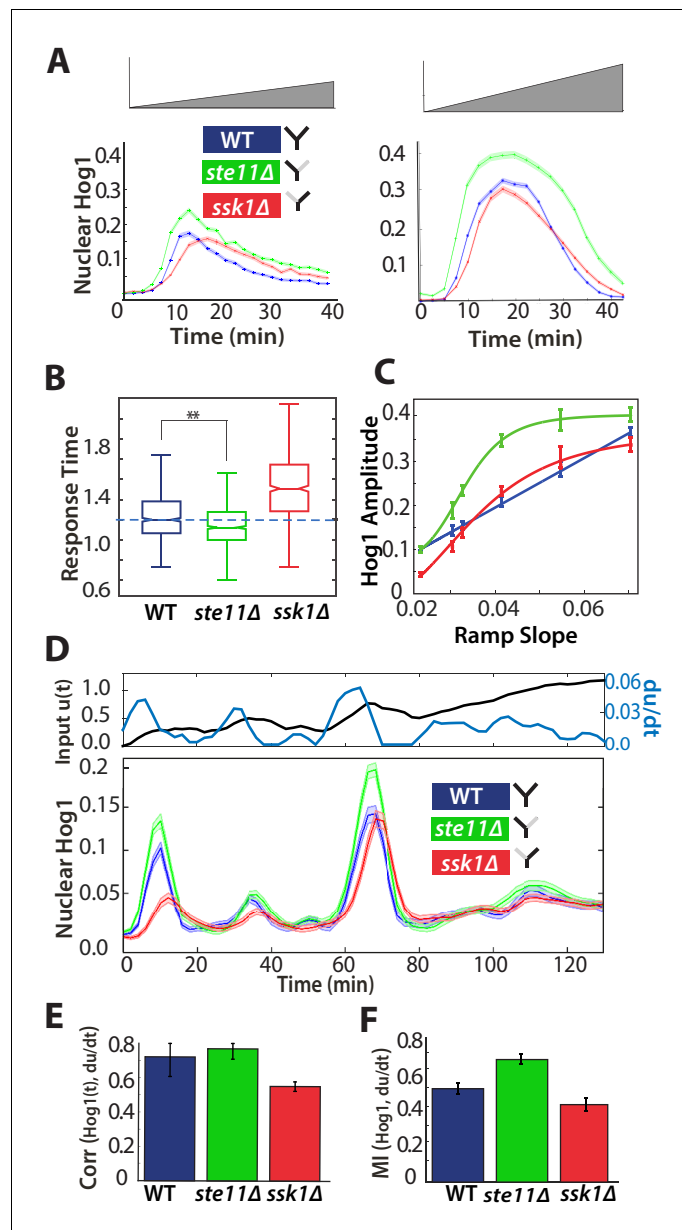 A
WT
ste11Δ
ssk1Δ
Nuclear Hog1
0.4
0.3
0.2
0.1
0 10 20 30 40
Time (min)
0.4
0.3
0.2
0.1
0 10 20 30 40
Time (min)
B
**
Response Time
1.8
1.4
1.0
0.6
WT ste11Δ ssk1Δ
C
Hog1 Amplitude
0.4
0.3
0.2
0.1
0
0.02 0.04 0.06
Ramp Slope
D
Input u(t)
1.0
0.5
0.0
0.06
0.03
0.0
du/dt
Nuclear Hog1
0.2
0.15
0.1
0.05
0.0
WT
ste11Δ
ssk1Δ
0 20 40 60 80 100 120
Time (min)
E
Corr (Hog1(t), du/dt)
0.8
0.6
0.4
0.2
0
WT ste11Δ ssk1Δ
F
MI (Hog1, du/dt)
0.8
0.6
0.4
0.2
0
WT ste11Δ ssk1Δ